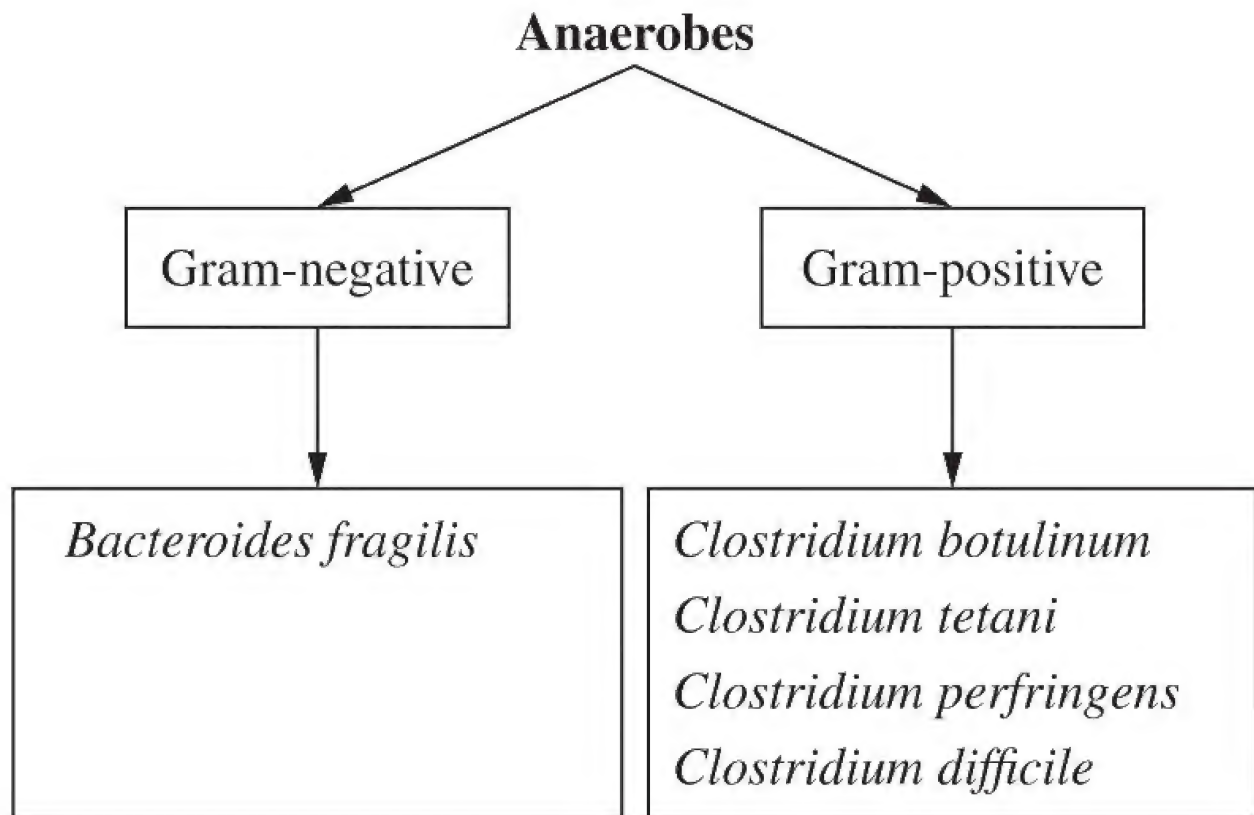 Anaerobes
Gram-negative
Gram-positive
Bacteroides fragilis
Clostridium botulinum
Clostridium tetani
Clostridium perfringens
Clostridium difficile